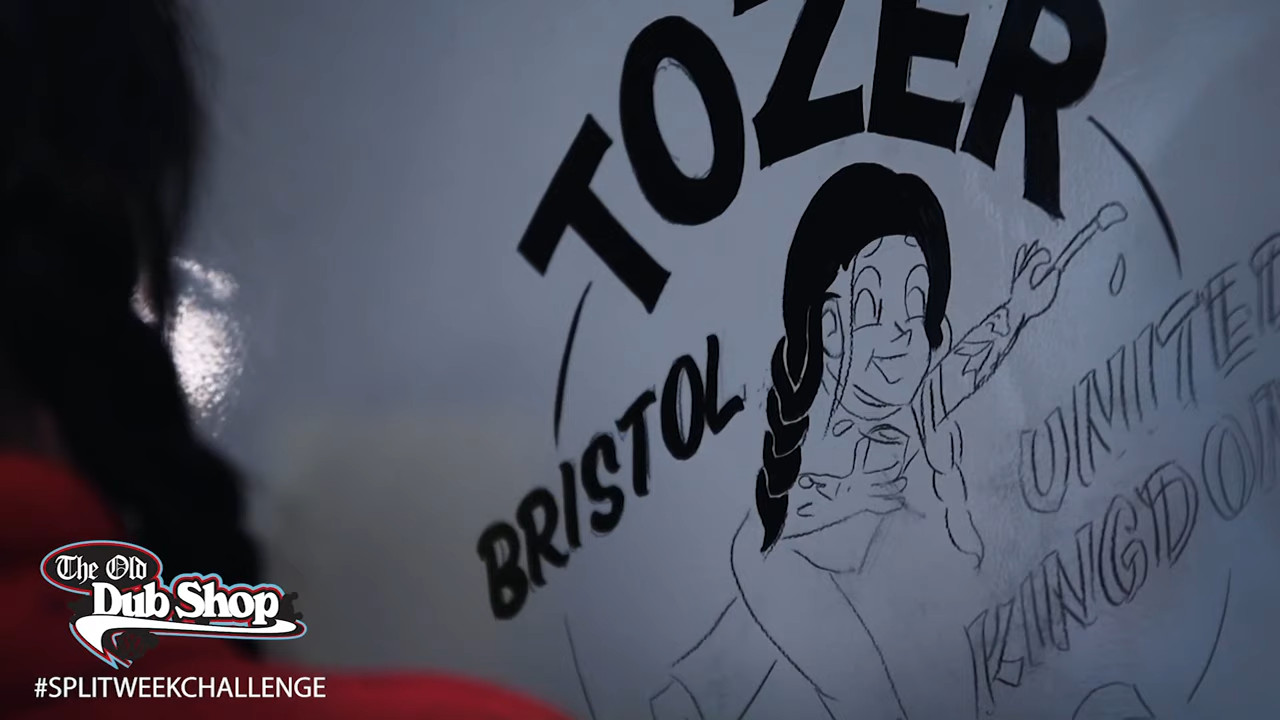 TOZER
BRISTOL
UNITED
KINGDOM
The Old
Dub Shop
#SPLITWEEKCHALLENGE